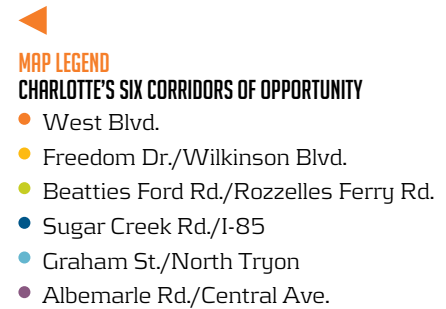 MAP LEGEND
CHARLOTTE'S SIX CORRIDORS OF OPPORTUNITY
West Blvd.
Freedom Dr./Wilkinson Blvd.
Beatties Ford Rd./Rozzelles Ferry Rd.
Sugar Creek Rd./I-85
Graham St./North Tryon
Albemarle Rd./Central Ave.